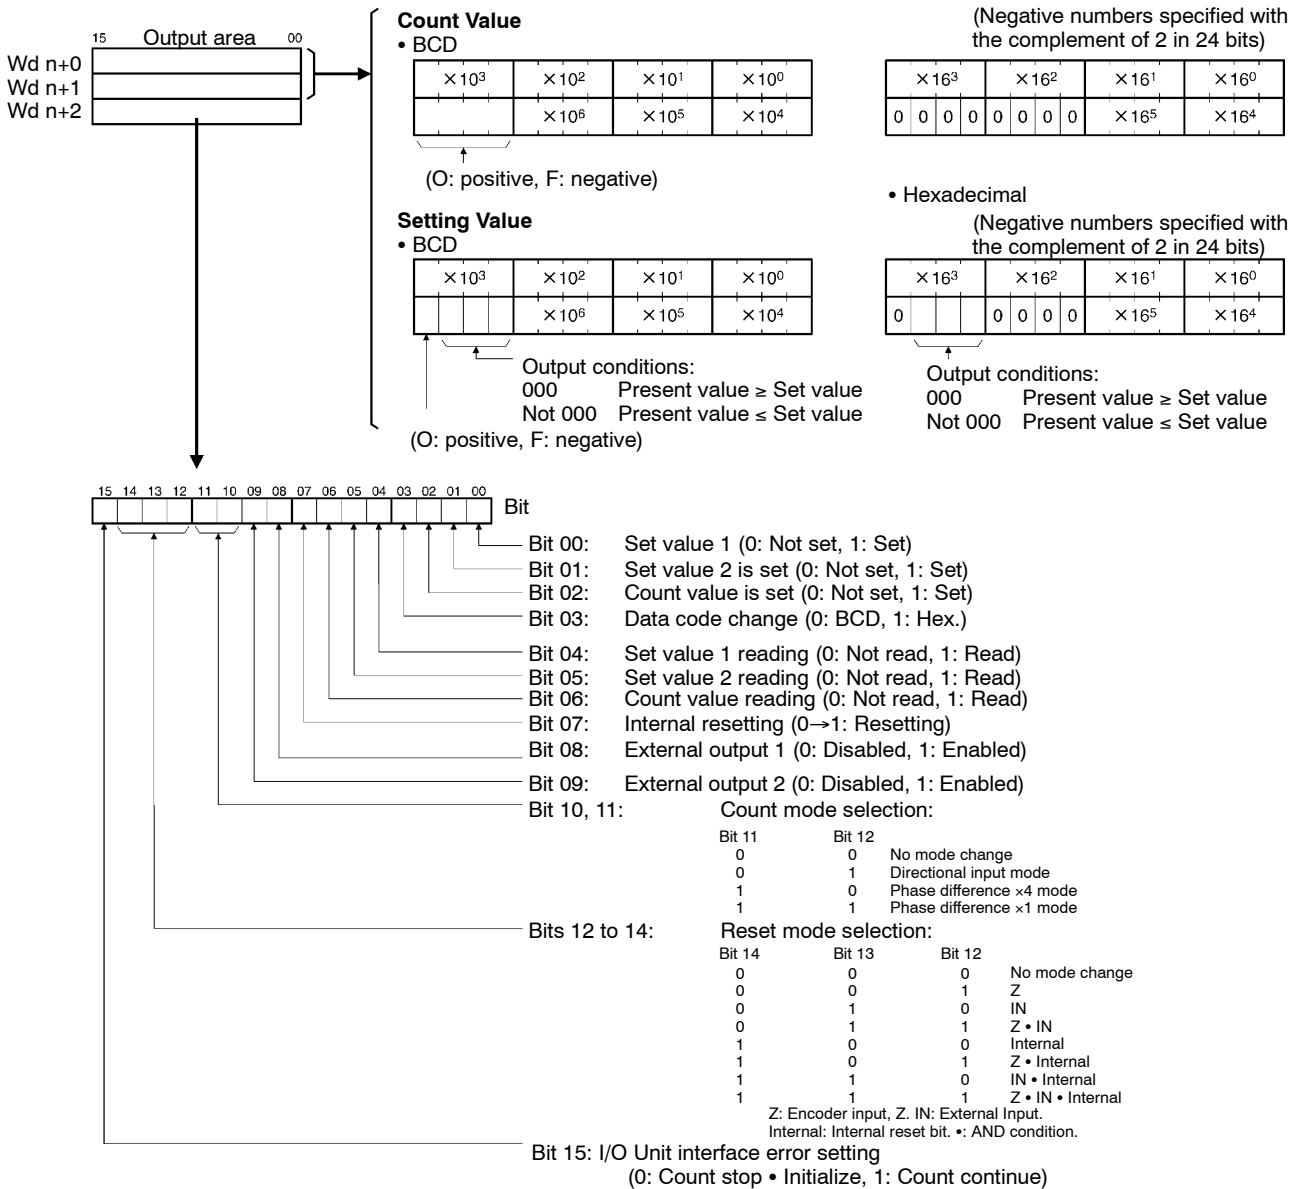 15 Output area 00
Wd n+0
Wd n+1
Wd n+2
Count Value
• BCD
×10³ ×10² ×10¹ ×10⁰
×10⁶ ×10⁵ ×10⁴
(O: positive, F: negative)
(Negative numbers specified with
the complement of 2 in 24 bits)
×16³ ×16² ×16¹ ×16⁰
0 0 0 0 0 0 0 0 ×16⁵ ×16⁴
Setting Value
• BCD
×10³ ×10² ×10¹ ×10⁰
×10⁶ ×10⁵ ×10⁴
Output conditions:
000 Present value ≥ Set value
Not 000 Present value ≤ Set value
(O: positive, F: negative)
• Hexadecimal
(Negative numbers specified with
the complement of 2 in 24 bits)
×16³ ×16² ×16¹ ×16⁰
0 0 0 0 0 ×16⁵ ×16⁴
Output conditions:
000 Present value ≥ Set value
Not 000 Present value ≤ Set value
15 14 13 12 11 10 09 08 07 06 05 04 03 02 01 00
Bit
Bit 00: Set value 1 (0: Not set, 1: Set)
Bit 01: Set value 2 is set (0: Not set, 1: Set)
Bit 02: Count value is set (0: Not set, 1: Set)
Bit 03: Data code change (0: BCD, 1: Hex.)
Bit 04: Set value 1 reading (0: Not read, 1: Read)
Bit 05: Set value 2 reading (0: Not read, 1: Read)
Bit 06: Count value reading (0: Not read, 1: Read)
Bit 07: Internal resetting (0→1: Resetting)
Bit 08: External output 1 (0: Disabled, 1: Enabled)
Bit 09: External output 2 (0: Disabled, 1: Enabled)
Bit 10, 11: Count mode selection:
Bit 11 Bit 12
0 0 No mode change
0 1 Directional input mode
1 0 Phase difference ×4 mode
1 1 Phase difference ×1 mode
Bits 12 to 14: Reset mode selection:
Bit 14 Bit 13 Bit 12
0 0 0 No mode change
0 0 1 Z
0 1 0 IN
0 1 1 Z • IN
1 0 0 Internal
1 0 1 Z • Internal
1 1 0 IN • Internal
1 1 1 Z • IN • Internal
Z: Encoder input, Z. IN: External Input.
Internal: Internal reset bit. •: AND condition.
Bit 15: I/O Unit interface error setting
(0: Count stop • Initialize, 1: Count continue)